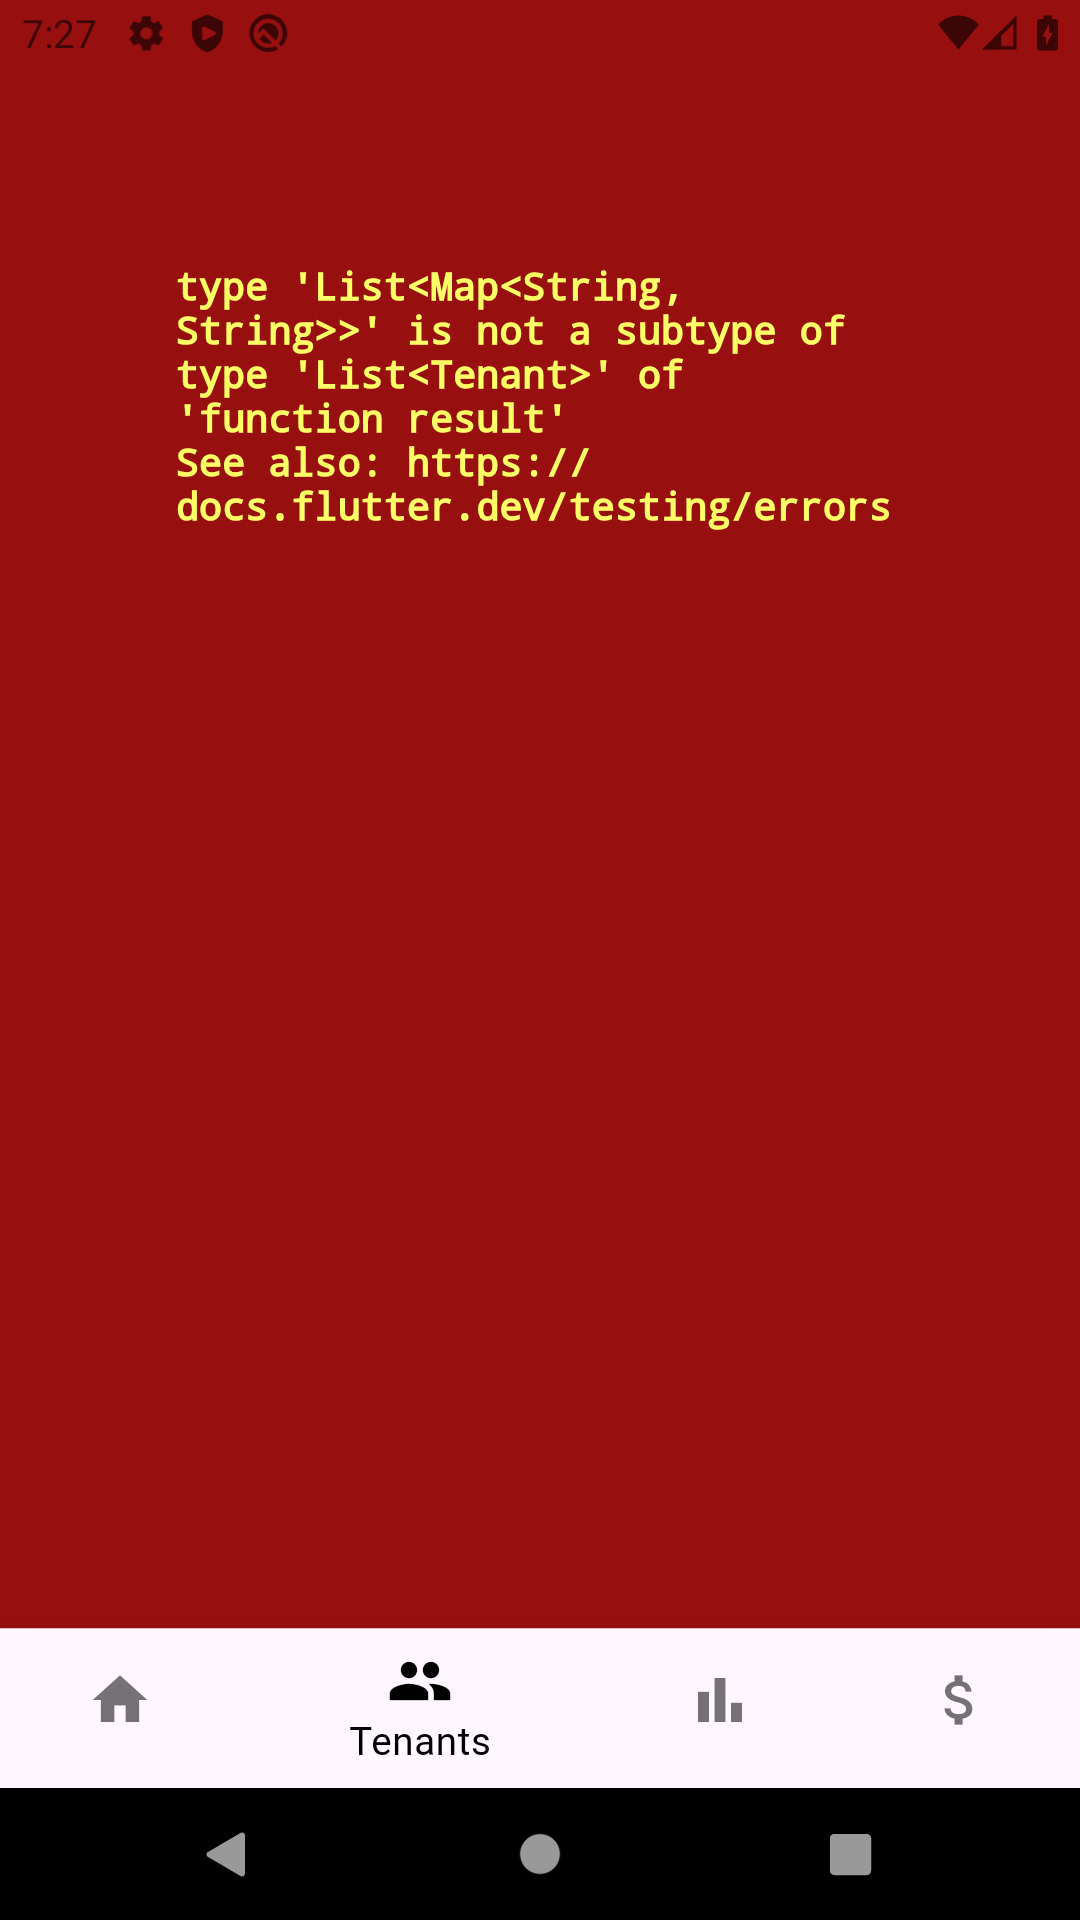 7:27
type 'List<Map<String,
String>>' is not a subtype of
type 'List<Tenant>' of
'function result'
See also: https://
docs.flutter.dev/testing/errors
Tenants